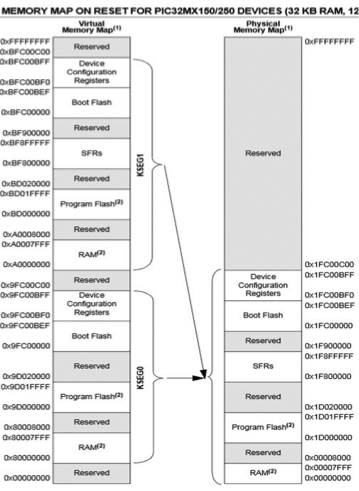 MEMORY MAP ON RESET FOR PIC32MX150/250 DEVICES (32 KB RAM, 12
Virtual
Memory Map(1)
0xFFFFFFFF
0xBFC00C00
Reserved
0xBFC00BFF
0xBFC00BF0
Device
Configuration
Registers
0xBFC00BEF
0xBFC00000
Boot Flash
0xBF900000
Reserved
0xBF8FFFFF
0xBF800000
SFRs
0xBD020000
Reserved
0xBD01FFFF
0xBD000000
Program Flash(2)
0xA0008000
Reserved
0xA0007FFF
0xA0000000
RAM(2)
KSEG1
0x9FC00C00
Reserved
0x9FC00BFF
0x9FC00BF0
Device
Configuration
Registers
0x9FC00BEF
0x9FC00000
Boot Flash
0x9D020000
Reserved
0x9D01FFFF
0x9D000000
Program Flash(2)
0x80008000
Reserved
0x80007FFF
0x80000000
RAM(2)
KSEG0
0x00000000
Reserved
Physical
Memory Map(1)
0xFFFFFFFF
Reserved
0x1FC00C00
0x1FC00BFF
Device
Configuration
Registers
0x1FC00BF0
0x1FC00BEF
Boot Flash
0x1FC00000
Reserved
0x1F900000
0x1F8FFFFF
SFRs
0x1F800000
Reserved
0x1D020000
0x1D01FFFF
Program Flash(2)
0x1D000000
Reserved
0x00008000
0x00007FFF
RAM(2)
0x00000000